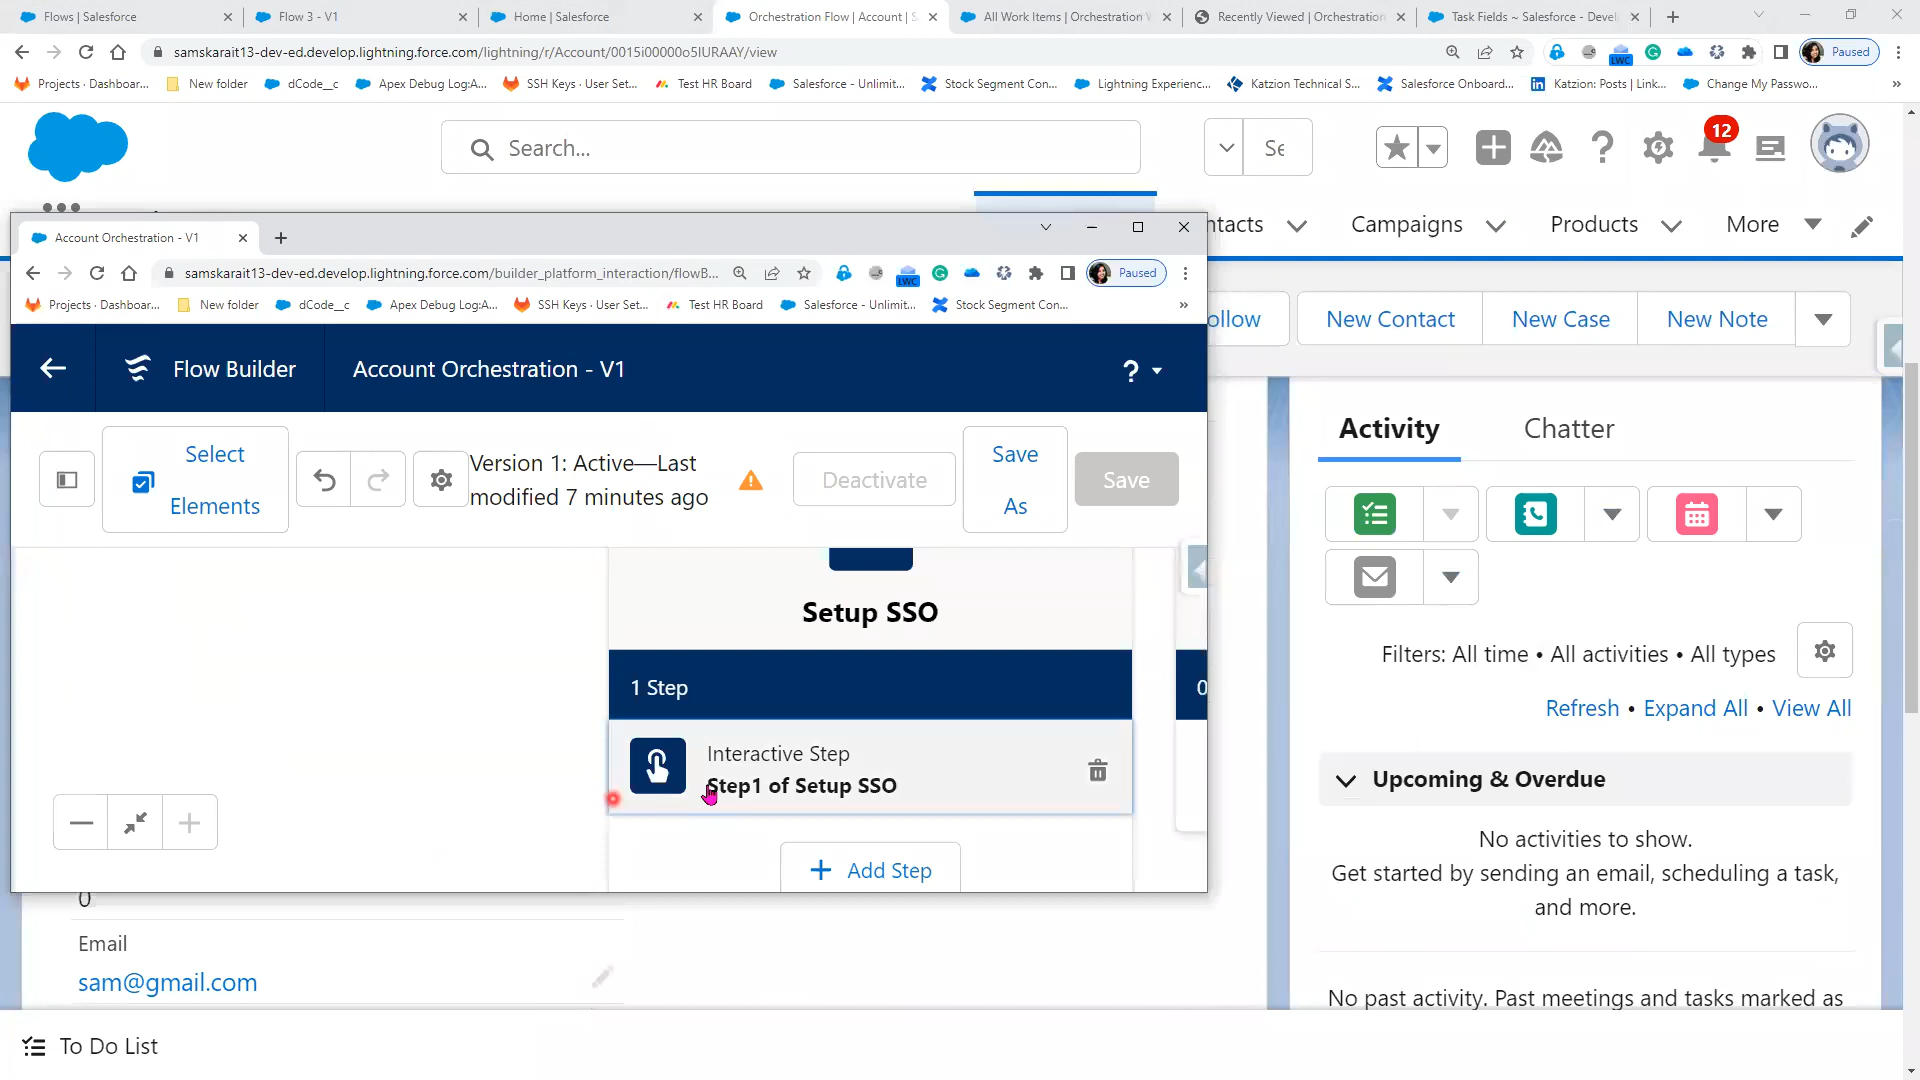 Flows | Salesforce
Flow 3 - V1
Home | Salesforce
Orchestration Flow | Account | S
All Work Items | Orchestration W
Recently Viewed | Orchestration
Task Fields ~ Salesforce - Devel
samskarait13-dev-ed.develop.lightning.force.com/lightning/r/Account/0015i00000o5IURAAY/view
Paused
Projects · Dashboar...
New folder
dCode__c
Apex Debug Log:A...
SSH Keys · User Set...
Test HR Board
Salesforce - Unlimit...
Stock Segment Con...
Lightning Experienc...
Katzion Technical S...
Salesforce Onboard...
Katzion: Posts | Link...
Change My Passwo...
»
Search...
Se
12
ntacts
Campaigns
Products
More
Account Orchestration - V1
samskarait13-dev-ed.develop.lightning.force.com/builder_platform_interaction/flowB...
LWC
Paused
Projects · Dashboar...
New folder
dCode__c
Apex Debug Log:A...
SSH Keys · User Set...
Test HR Board
Salesforce - Unlimit...
Stock Segment Con...
»
ollow
New Contact
New Case
New Note
Flow Builder
Account Orchestration - V1
?
Select
Elements
Version 1: Active—Last
modified 7 minutes ago
Deactivate
Save
As
Save
Setup SSO
1 Step
0
Interactive Step
Step1 of Setup SSO
+ Add Step
Activity
Chatter
Filters: All time • All activities • All types
Refresh • Expand All • View All
Upcoming & Overdue
No activities to show.
Get started by sending an email, scheduling a task,
and more.
No past activity. Past meetings and tasks marked as
0
Email
sam@gmail.com
To Do List